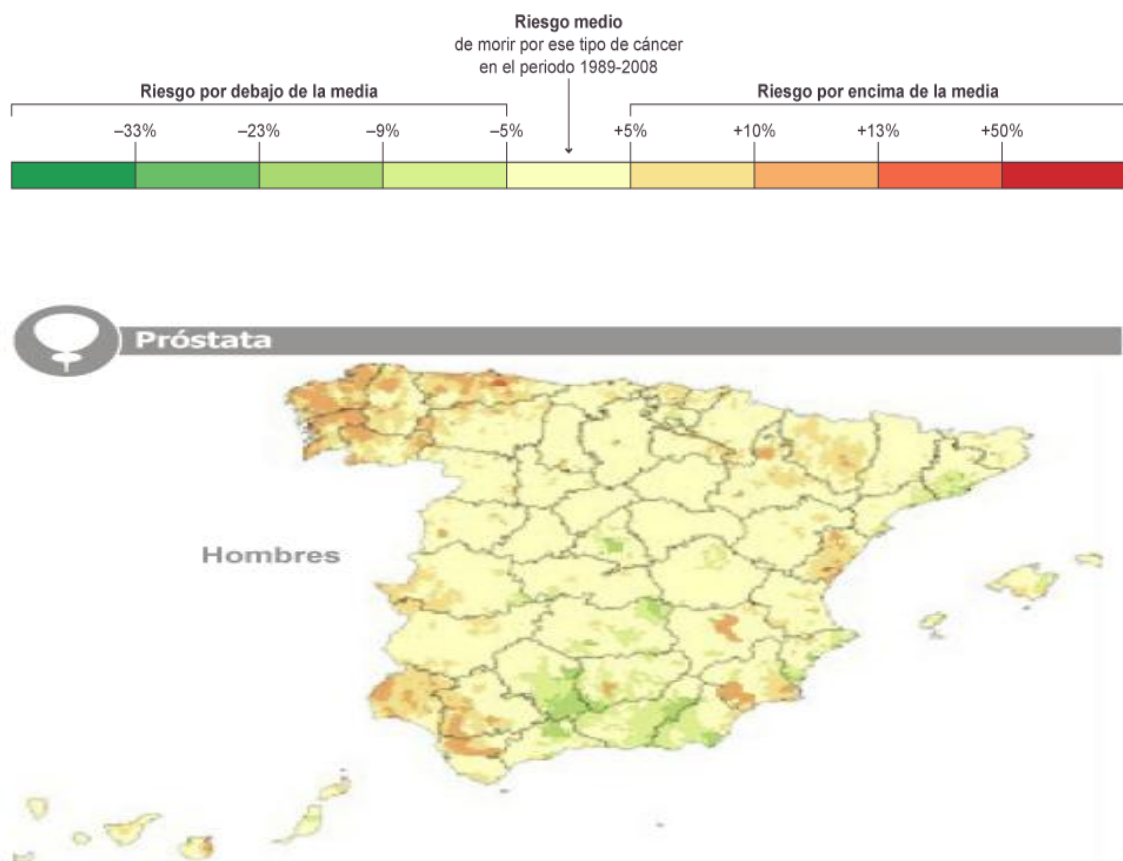 Riesgo medio
de morir por ese tipo de cáncer
en el periodo 1989-2008
Riesgo por debajo de la media
Riesgo por encima de la media
–33% –23% –9% –5% +5% +10% +13% +50%
Próstata
Hombres